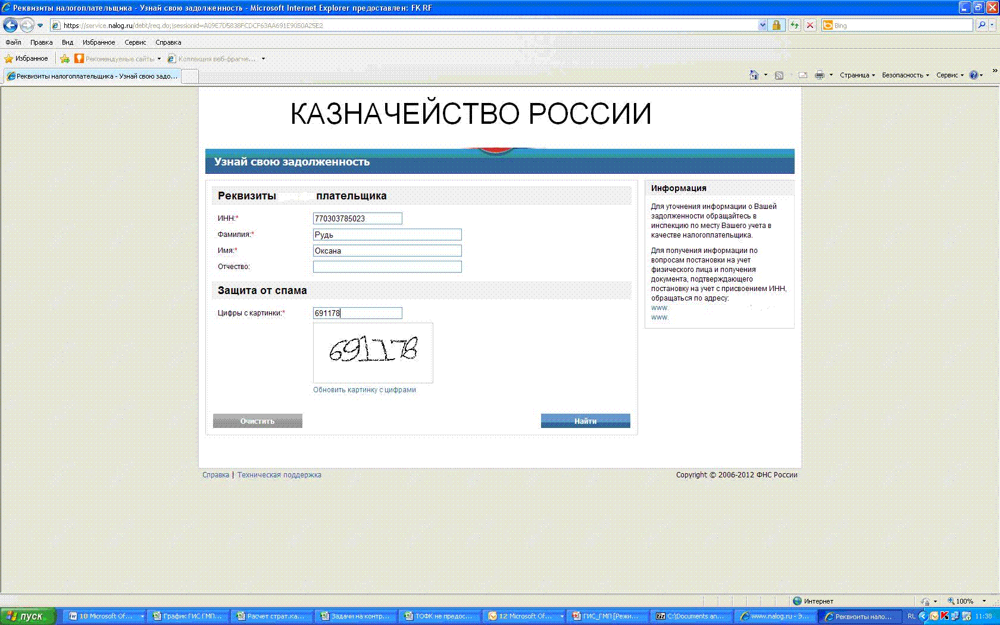 Реквизиты налогоплательщика - Узнай свою задолженность - Microsoft Internet Explorer предоставлен: FK RF
https://service.nalog.ru/debt/req.do;jsessionid=A09E7D5838FCDCF63AA691E9050A25E2
Bing
Файл Правка Вид Избранное Сервис Справка
Избранное Рекомендуемые сайты Коллекция веб-фрагме...
Реквизиты налогоплательщика - Узнай свою задо...
Страница Безопасность Сервис
КАЗНАЧЕЙСТВО РОССИИ
Узнай свою задолженность
Реквизиты плательщика
ИНН:* 770303785023
Фамилия:* Рудь
Имя:* Оксана
Отчество:
Защита от спама
Цифры с картинки:* 691178
691178
Обновить картинку с цифрами
Очистить Найти
Информация
Для уточнения информации о Вашей
задолженности обращайтесь в
инспекцию по месту Вашего учета в
качестве налогоплательщика.
Для получения информации по
вопросам постановки на учет
физического лица и получения
документа, подтверждающего
постановку на учет с присвоением ИНН,
обращаться по адресу:
www.
www.
Справка | Техническая поддержка
Copyright © 2006-2012 ФНС России
Интернет 100%
пуск 10 Microsoft Of... График ГИС ГМП... Расчет страт.ка... Задачи на контр... ТОФК не предос... 12 Microsoft Of... ГИС_ГМП [Режи... C:\Documents an... www.nalog.ru - Э... Реквизиты нало... RL 11:38